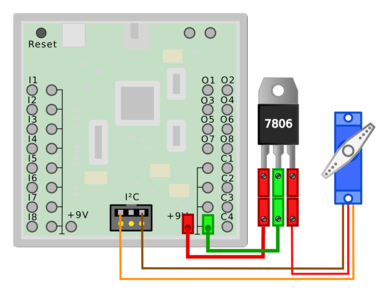 Reset
I1
I2
I3
I4
I5
I6
I7
I8
+9V
I²C
O1 O2
O3 O4
O5 O6
O7 O8
C1
C2
C3
C4
+9V
7806